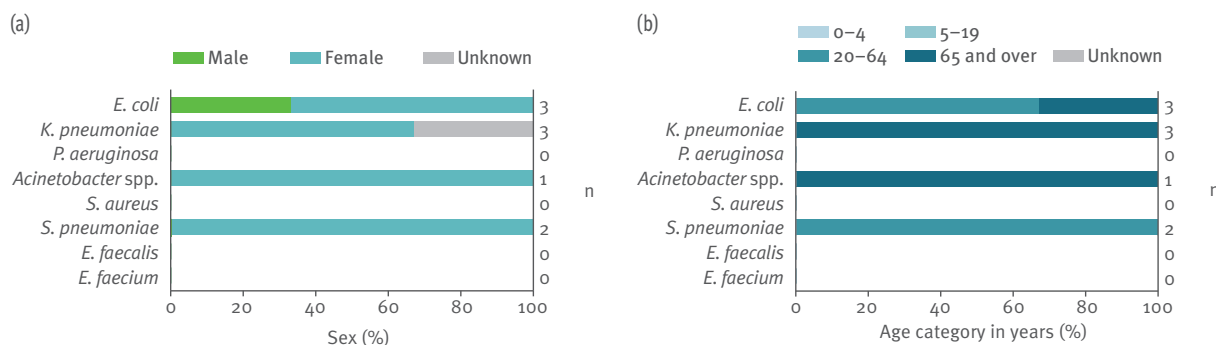 (a)
Male Female Unknown
E. coli 3
K. pneumoniae 3
P. aeruginosa 0
Acinetobacter spp. 1
S. aureus 0
S. pneumoniae 2
E. faecalis 0
E. faecium 0
n
0 20 40 60 80 100
Sex (%)
(b)
0–4 5–19
20–64 65 and over Unknown
E. coli 3
K. pneumoniae 3
P. aeruginosa 0
Acinetobacter spp. 1
S. aureus 0
S. pneumoniae 2
E. faecalis 0
E. faecium 0
0 20 40 60 80 100
Age category in years (%)